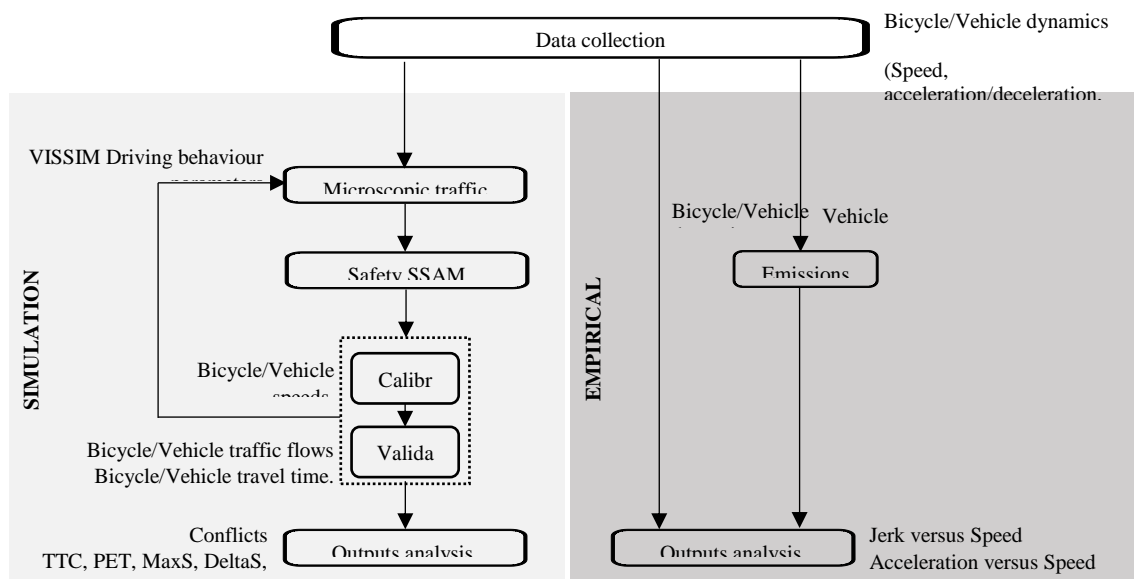 Data collection
Bicycle/Vehicle dynamics
(Speed,
acceleration/deceleration.
SIMULATION
VISSIM Driving behaviour
parameters
Microscopic traffic
Safety SSAM
Bicycle/Vehicle
speeds.
Calibr
Valida
Bicycle/Vehicle traffic flows
Bicycle/Vehicle travel time.
Conflicts
TTC, PET, MaxS, DeltaS,
Outputs analysis
EMPIRICAL
Bicycle/Vehicle
Vehicle
Emissions
Outputs analysis
Jerk versus Speed
Acceleration versus Speed